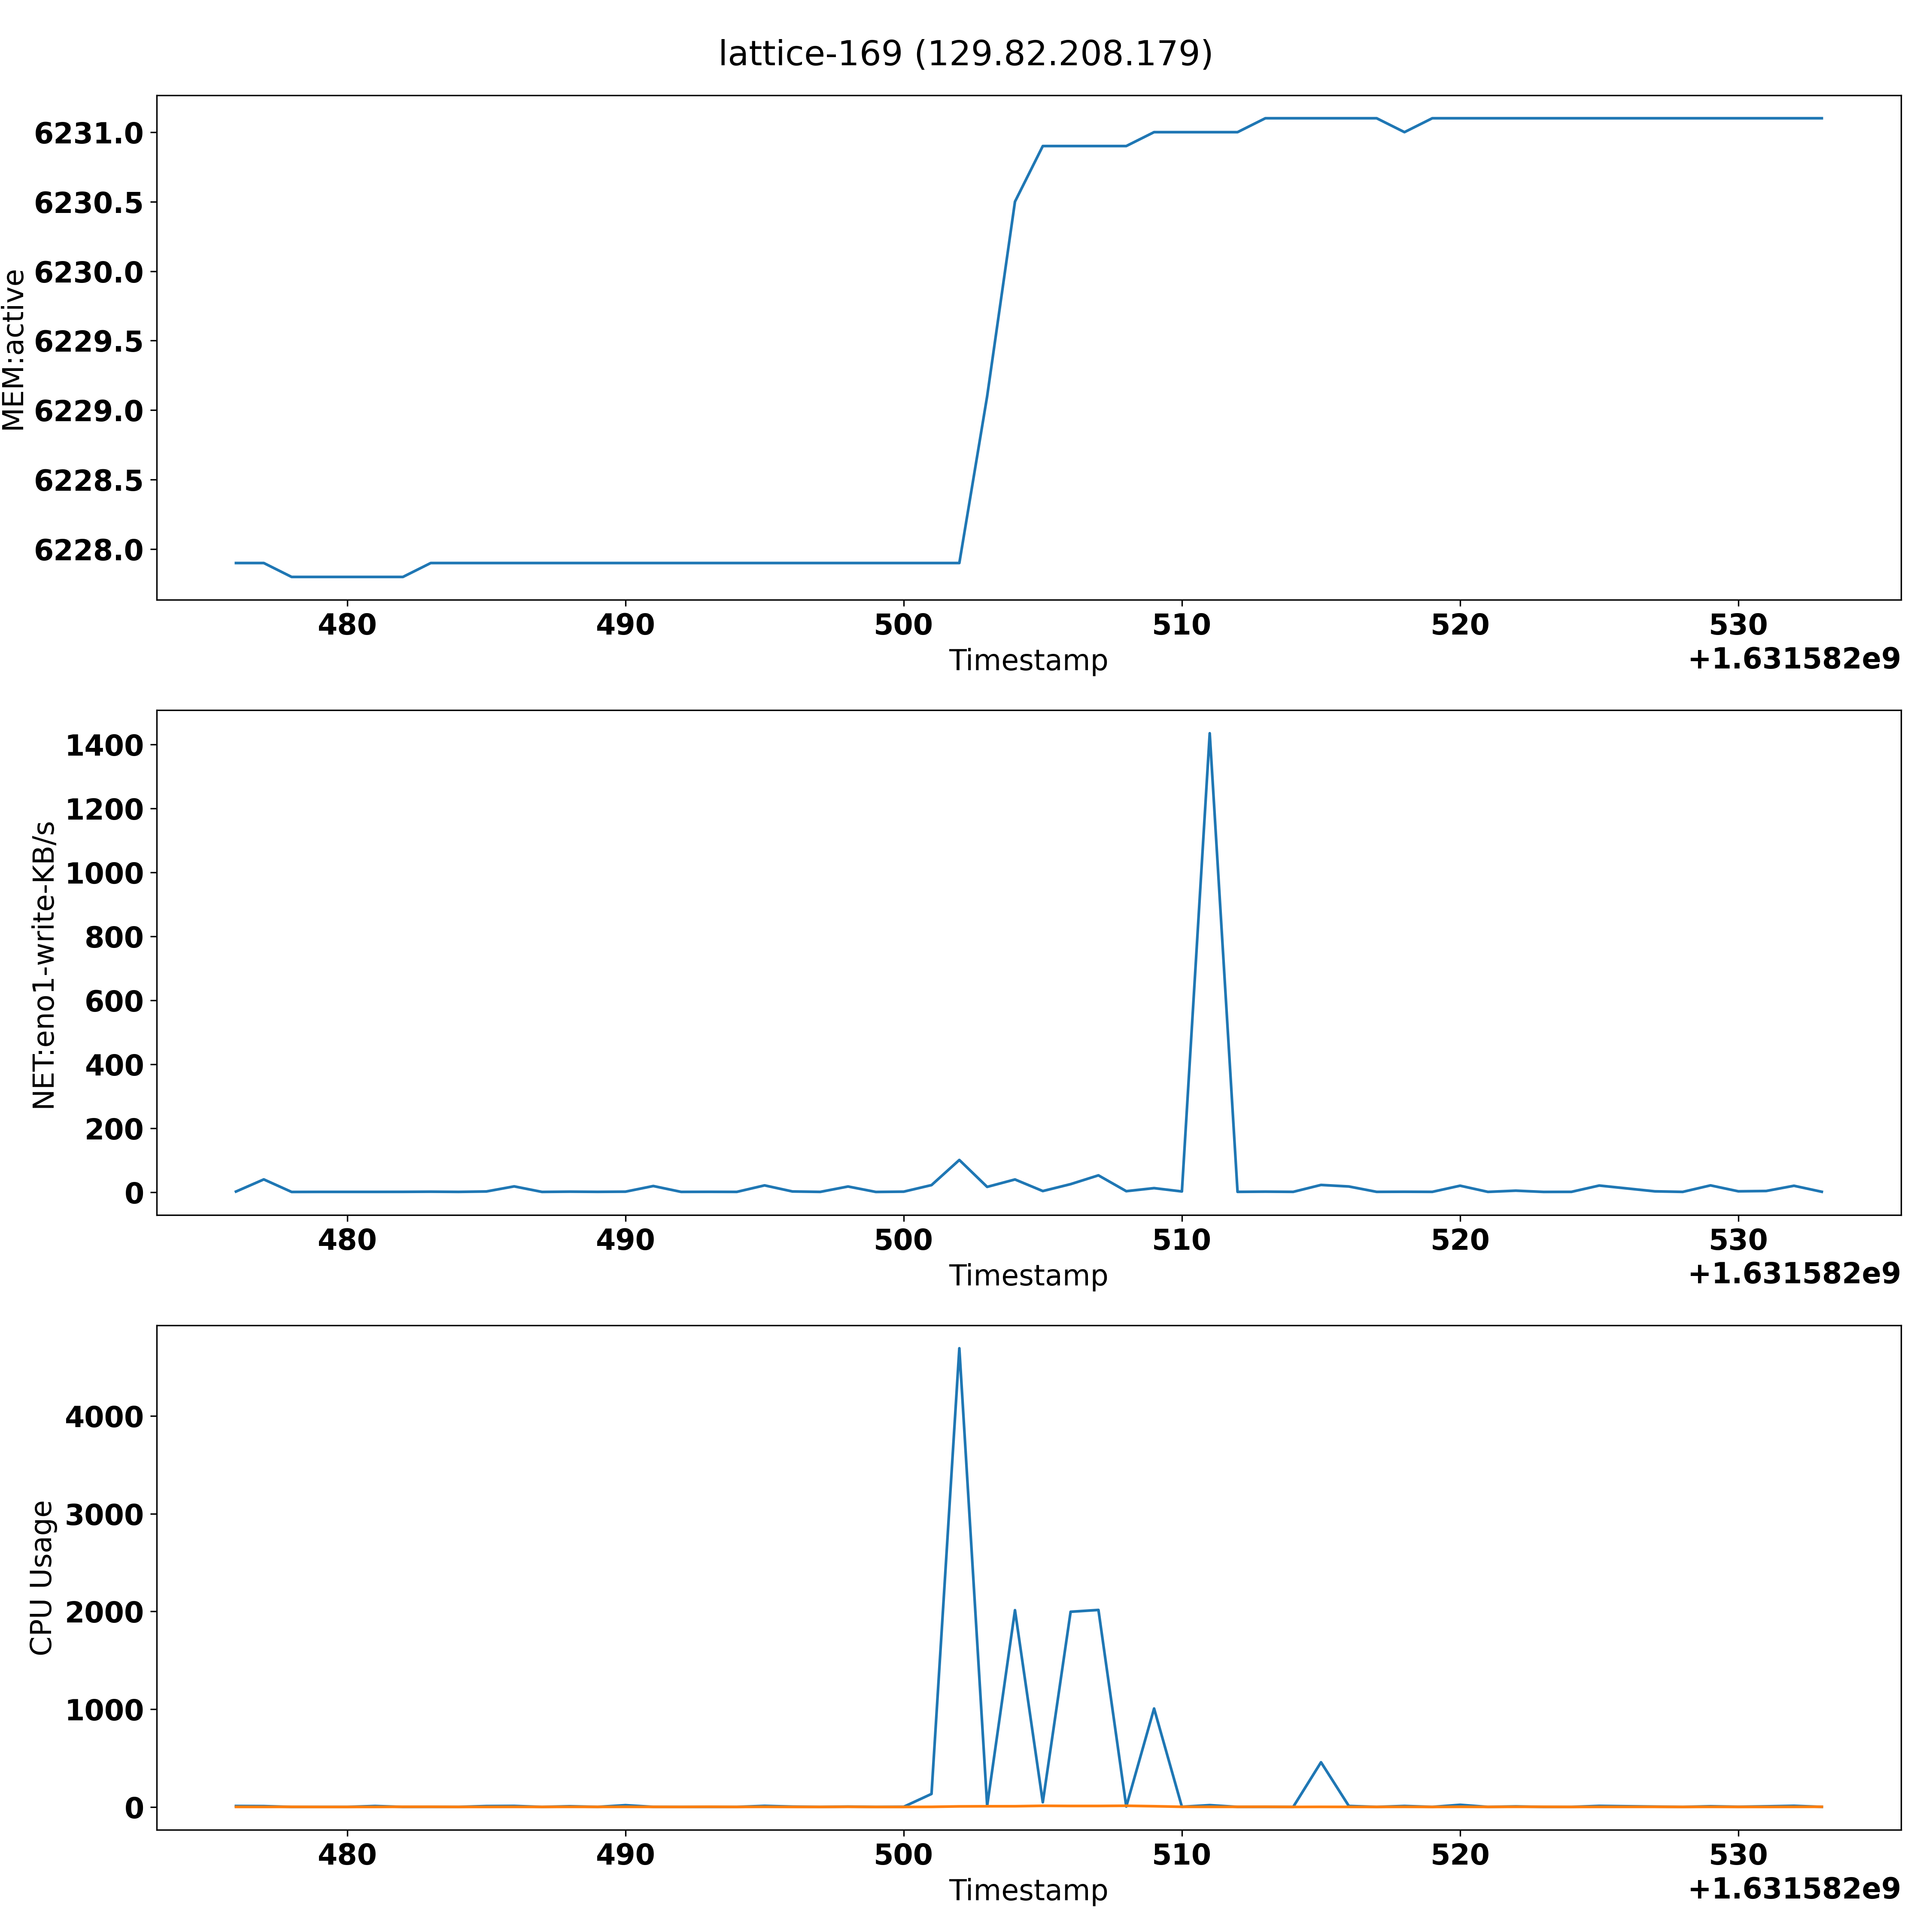 lattice-169 (129.82.208.179)
MEM:active
6231.0
6230.5
6230.0
6229.5
6229.0
6228.5
6228.0
480 490 500 510 520 530
Timestamp
+1.631582e9
NET:eno1-write-KB/s
1400
1200
1000
800
600
400
200
0
480 490 500 510 520 530
Timestamp
+1.631582e9
CPU Usage
4000
3000
2000
1000
0
480 490 500 510 520 530
Timestamp
+1.631582e9